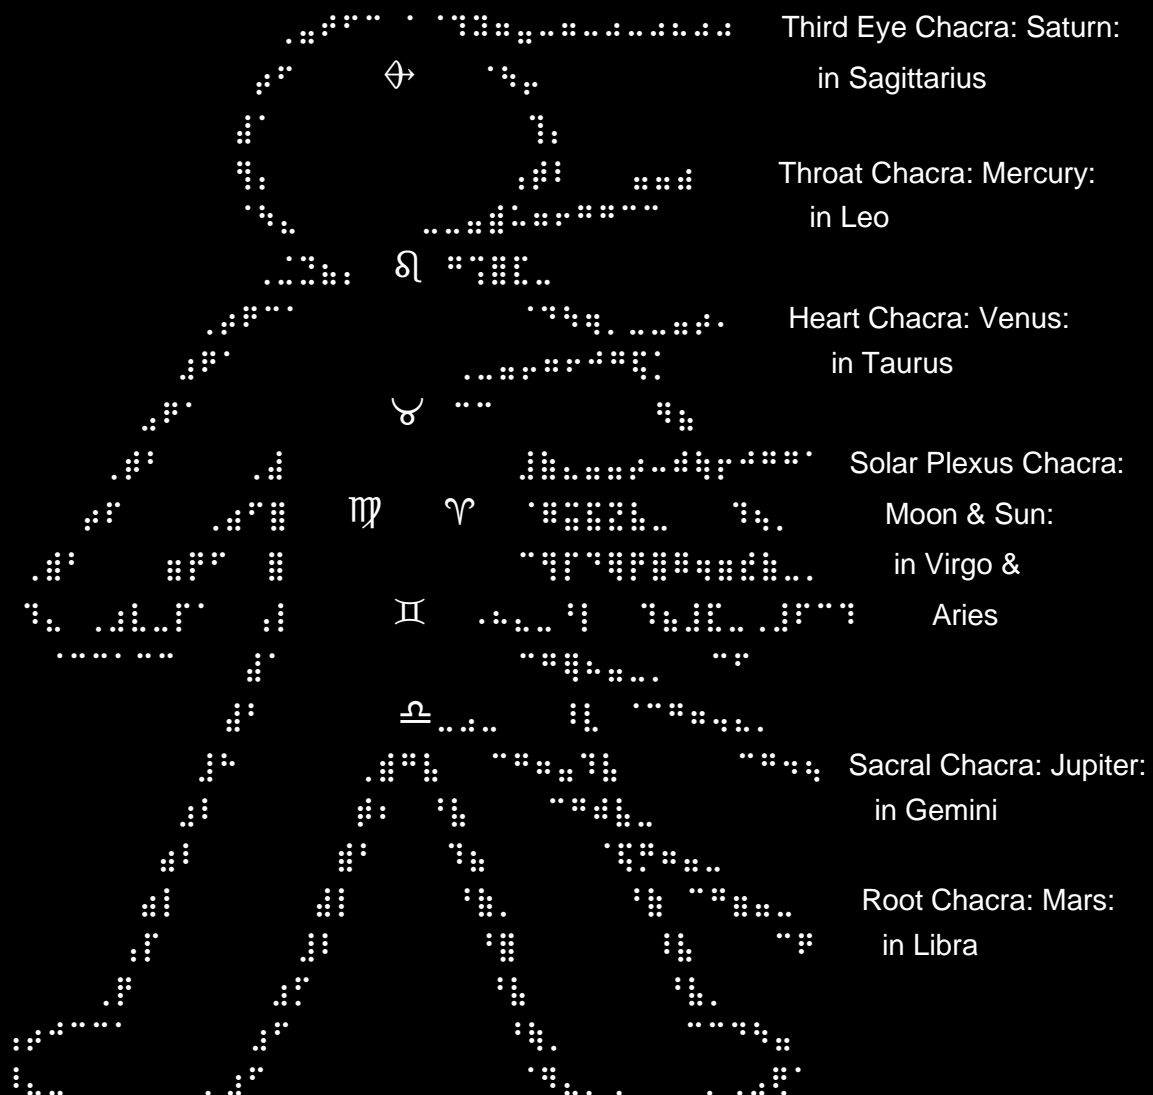 Third Eye Chacra: Saturn:
in Sagittarius
Throat Chacra: Mercury:
in Leo
♌
Heart Chacra: Venus:
in Taurus
♉
Solar Plexus Chacra:
♍ ♈ Moon & Sun:
in Virgo &
♊ Aries
♎
Sacral Chacra: Jupiter:
in Gemini
Root Chacra: Mars:
in Libra